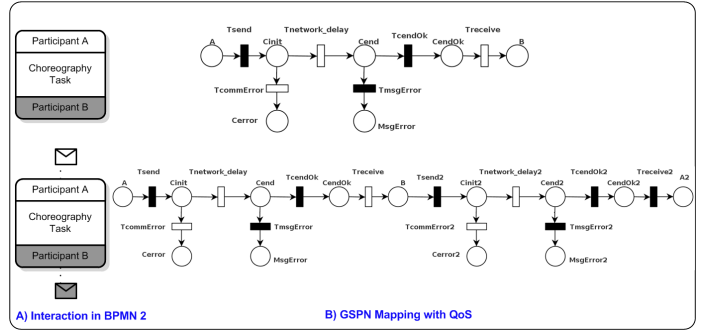 Participant A
Choreography
Task
Participant B
Tsend
Tnetwork_delay
TcendOk
Treceive
A
Cinit
Cend
CendOk
B
TcommError
TmsgError
Cerror
MsgError
Participant A
Choreography
Task
Participant B
Tsend
Tnetwork_delay
TcendOk
Treceive
Tsend2
Tnetwork_delay2
TcendOk2
Treceive2
A
Cinit
Cend
CendOk
B
Cinit2
Cend2
CendOk2
A2
TcommError
TmsgError
TcommError2
TmsgError2
Cerror
MsgError
Cerror2
MsgError2
A) Interaction in BPMN 2
B) GSPN Mapping with QoS